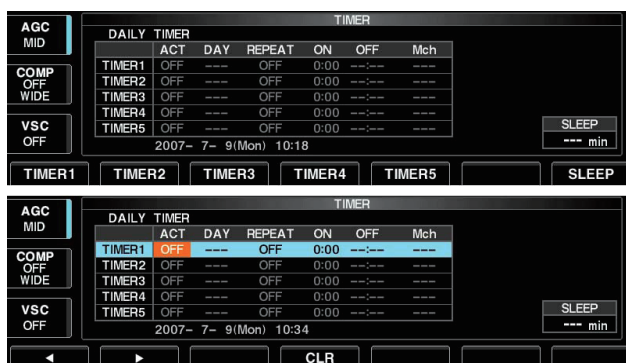 TIMER
AGC
MID
COMP
OFF
WIDE
VSC
OFF
DAILY TIMER
ACT DAY REPEAT ON OFF Mch
TIMER1 OFF --- OFF 0:00 --:-- ---
TIMER2 OFF --- OFF 0:00 --:-- ---
TIMER3 OFF --- OFF 0:00 --:-- ---
TIMER4 OFF --- OFF 0:00 --:-- ---
TIMER5 OFF --- OFF 0:00 --:-- ---
2007- 7- 9(Mon) 10:18
SLEEP
--- min
TIMER1 TIMER2 TIMER3 TIMER4 TIMER5 SLEEP
TIMER
AGC
MID
COMP
OFF
WIDE
VSC
OFF
DAILY TIMER
ACT DAY REPEAT ON OFF Mch
TIMER1 OFF --- OFF 0:00 --:-- ---
TIMER2 OFF --- OFF 0:00 --:-- ---
TIMER3 OFF --- OFF 0:00 --:-- ---
TIMER4 OFF --- OFF 0:00 --:-- ---
TIMER5 OFF --- OFF 0:00 --:-- ---
2007- 7- 9(Mon) 10:34
SLEEP
--- min
◄ ► CLR